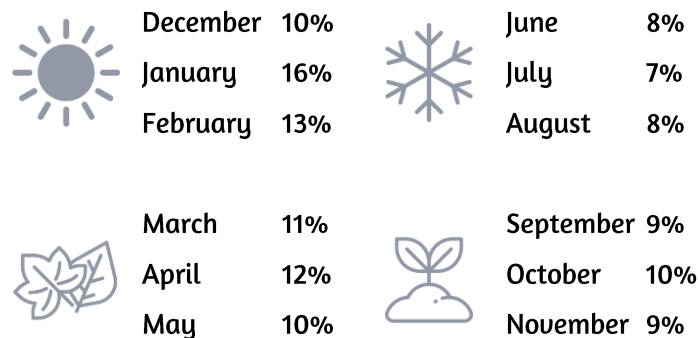 December 10%
January 16%
February 13%
June 8%
July 7%
August 8%
March 11%
April 12%
May 10%
September 9%
October 10%
November 9%